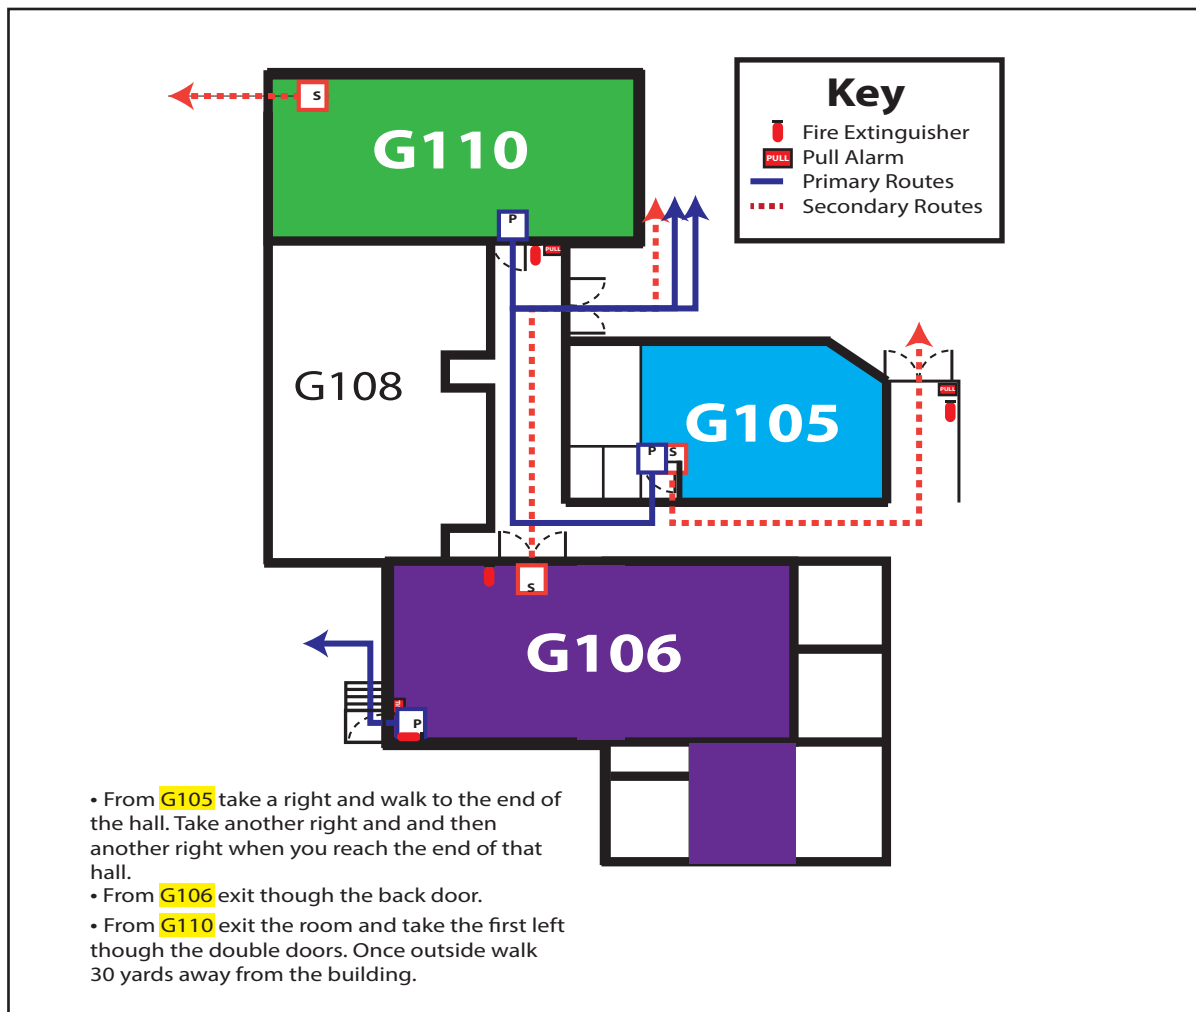 Key
Fire Extinguisher
PULL Pull Alarm
Primary Routes
Secondary Routes
S
G110
P
PULL
G108
G105
P S
PULL
S
G106
P
• From G105 take a right and walk to the end of
the hall. Take another right and and then
another right when you reach the end of that
hall.
• From G106 exit though the back door.
• From G110 exit the room and take the first left
though the double doors. Once outside walk
30 yards away from the building.